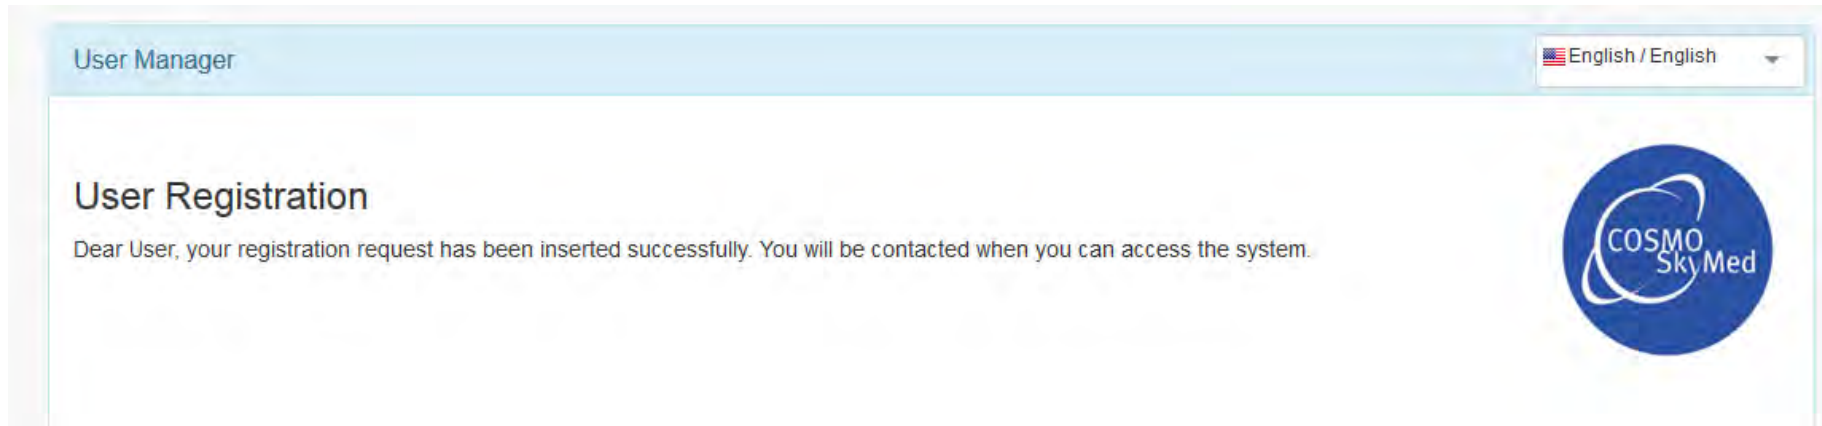 User Manager
English / English
User Registration
Dear User, your registration request has been inserted successfully. You will be contacted when you can access the system.
COSMO
SkyMed